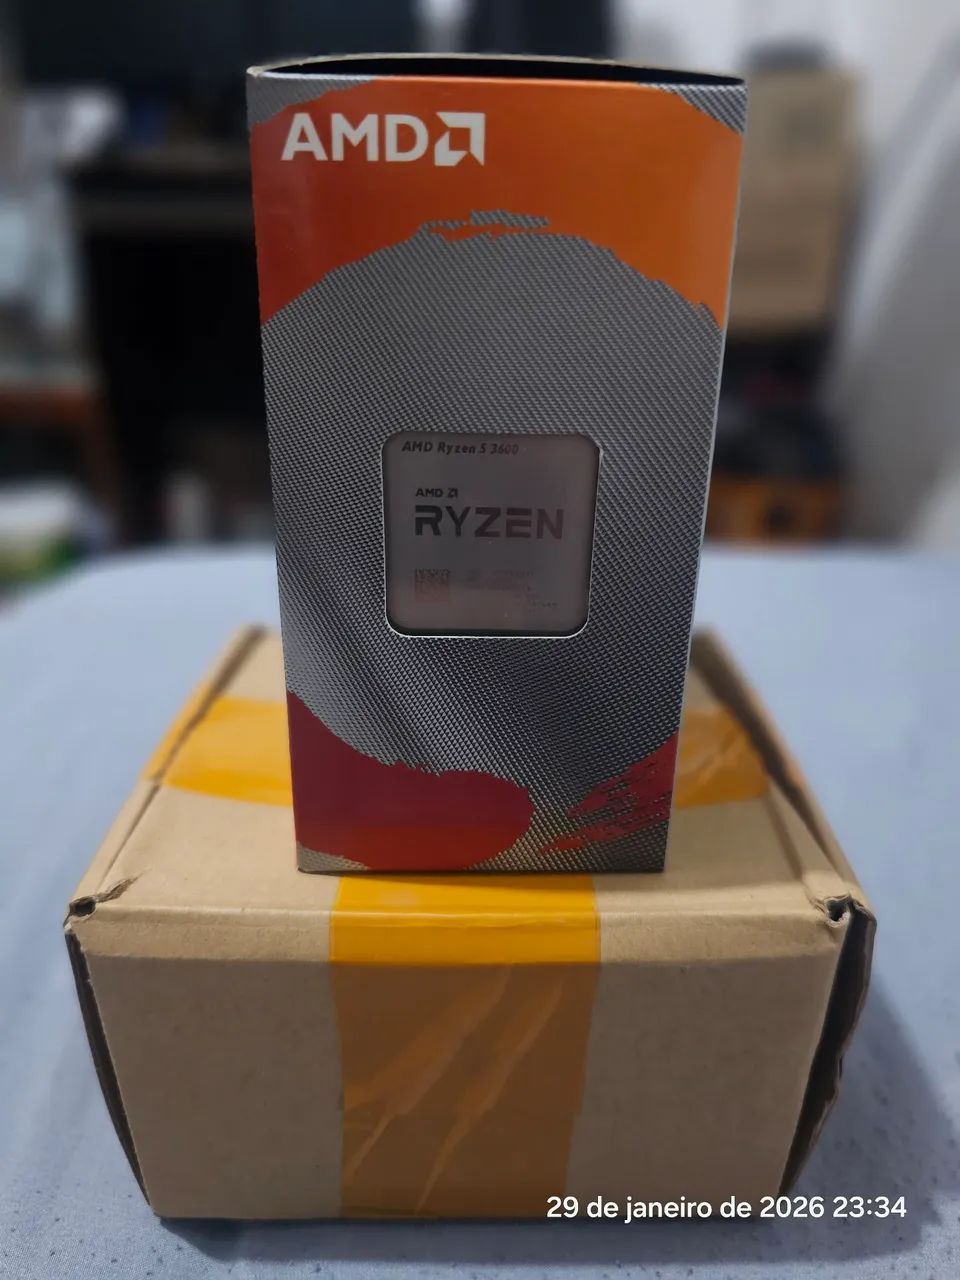 AMD
AMD Ryzen 5 3600
AMD
RYZEN
29 de janeiro de 2026 23:34